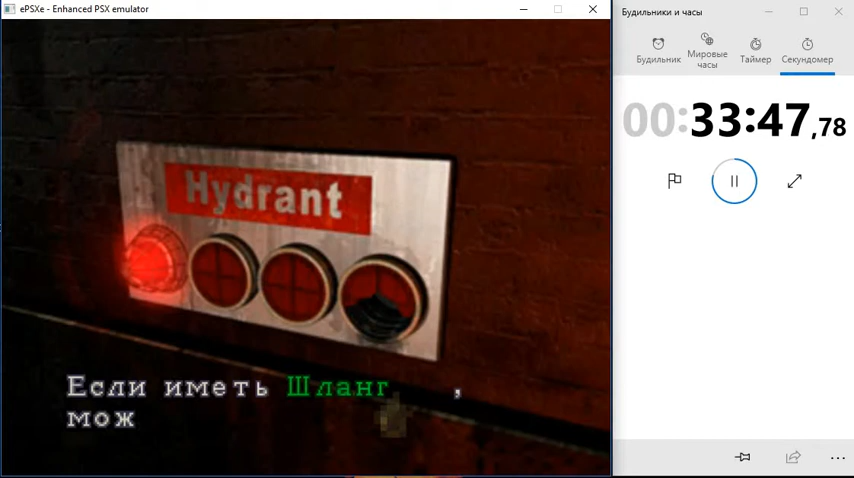 ePSXe - Enhanced PSX emulator
Hydrant
Если иметь Шланг ,
мож
Будильники и часы
Будильник
Мировые
часы
Таймер
Секундомер
00:33:47,78